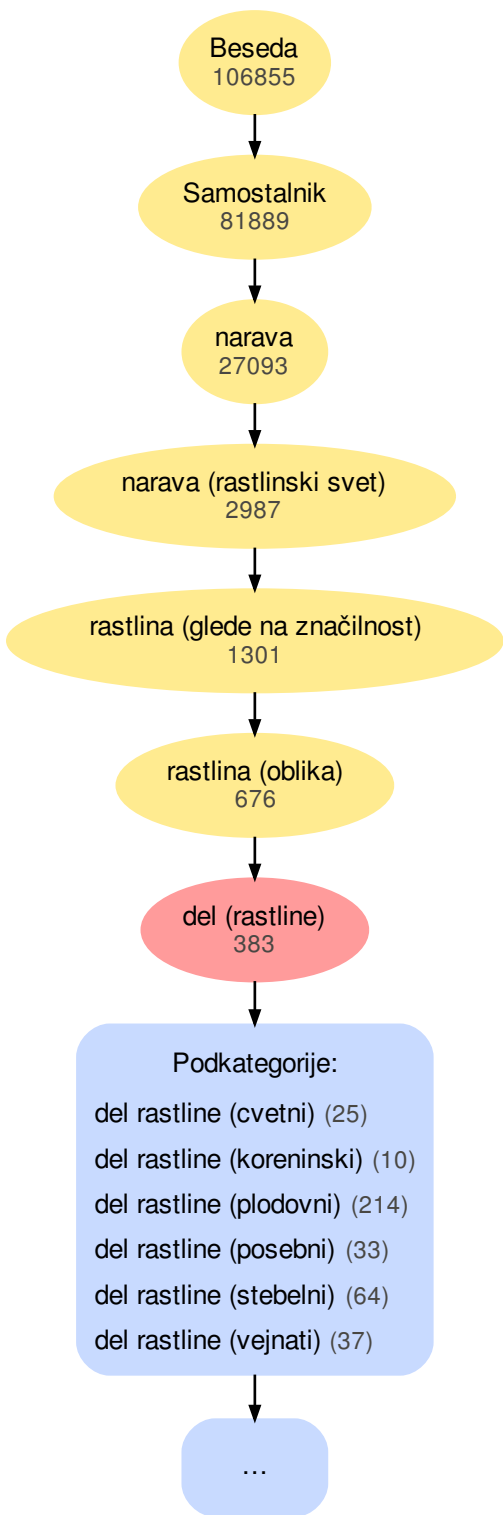 Beseda
106855
Samostalnik
81889
narava
27093
narava (rastlinski svet)
2987
rastlina (glede na značilnost)
1301
rastlina (oblika)
676
del (rastline)
383
Podkategorije:
del rastline (cvetni) (25)
del rastline (koreninski) (10)
del rastline (plodovni) (214)
del rastline (posebni) (33)
del rastline (stebelni) (64)
del rastline (vejnati) (37)
...